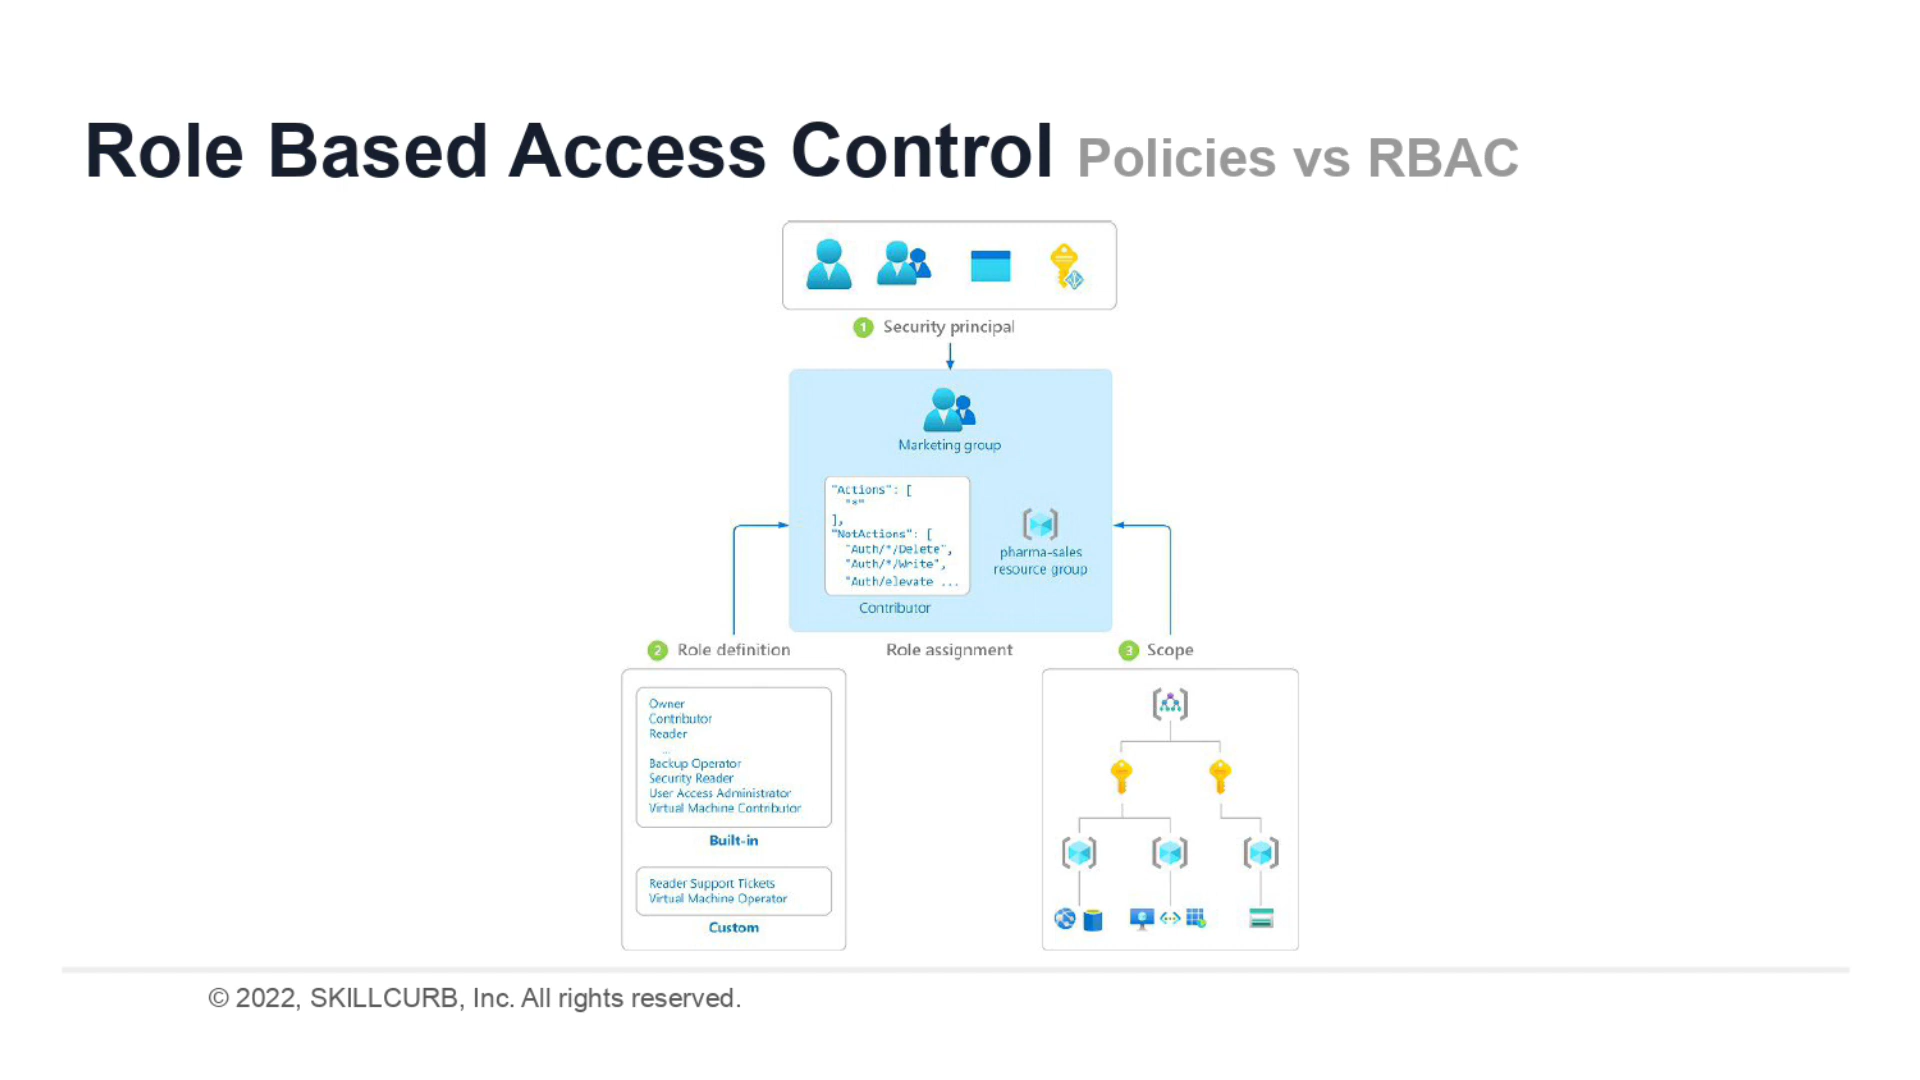 Role Based Access Control Policies vs RBAC
1 Security principal
Marketing group
"Actions": [
"*"
],
"NotActions": [
"Auth/*/Delete",
"Auth/*/Write",
"Auth/elevate ...
Contributor
pharma-sales
resource group
2 Role definition
Role assignment
3 Scope
Owner
Contributor
Reader
...
Backup Operator
Security Reader
User Access Administrator
Virtual Machine Contributor
Built-in
Reader Support Tickets
Virtual Machine Operator
Custom
© 2022, SKILLCURB, Inc. All rights reserved.